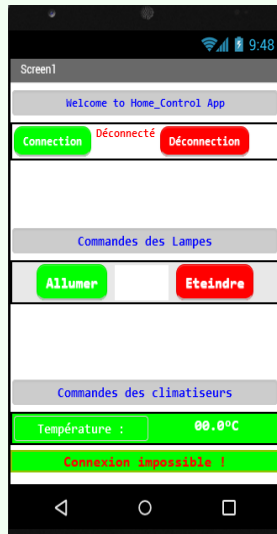 9:48
Screen1
Welcome to Home_Control App
Connection Déconnecté Déconnection
Commandes des Lampes
Allumer Eteindre
Commandes des climatiseurs
Température : 00.0°C
Connexion impossible !